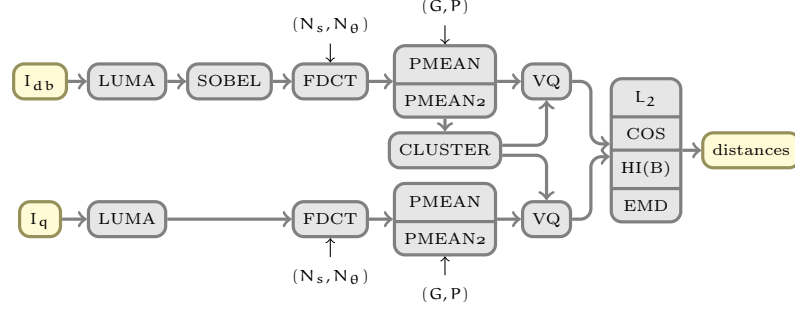 (G,P)
(N_s,N_θ)
I_db LUMA SOBEL FDCT PMEAN VQ
PMEAN2
L_2
COS
HI(B)
EMD
distances
CLUSTER
I_q LUMA FDCT PMEAN VQ
PMEAN2
(N_s,N_θ)
(G,P)